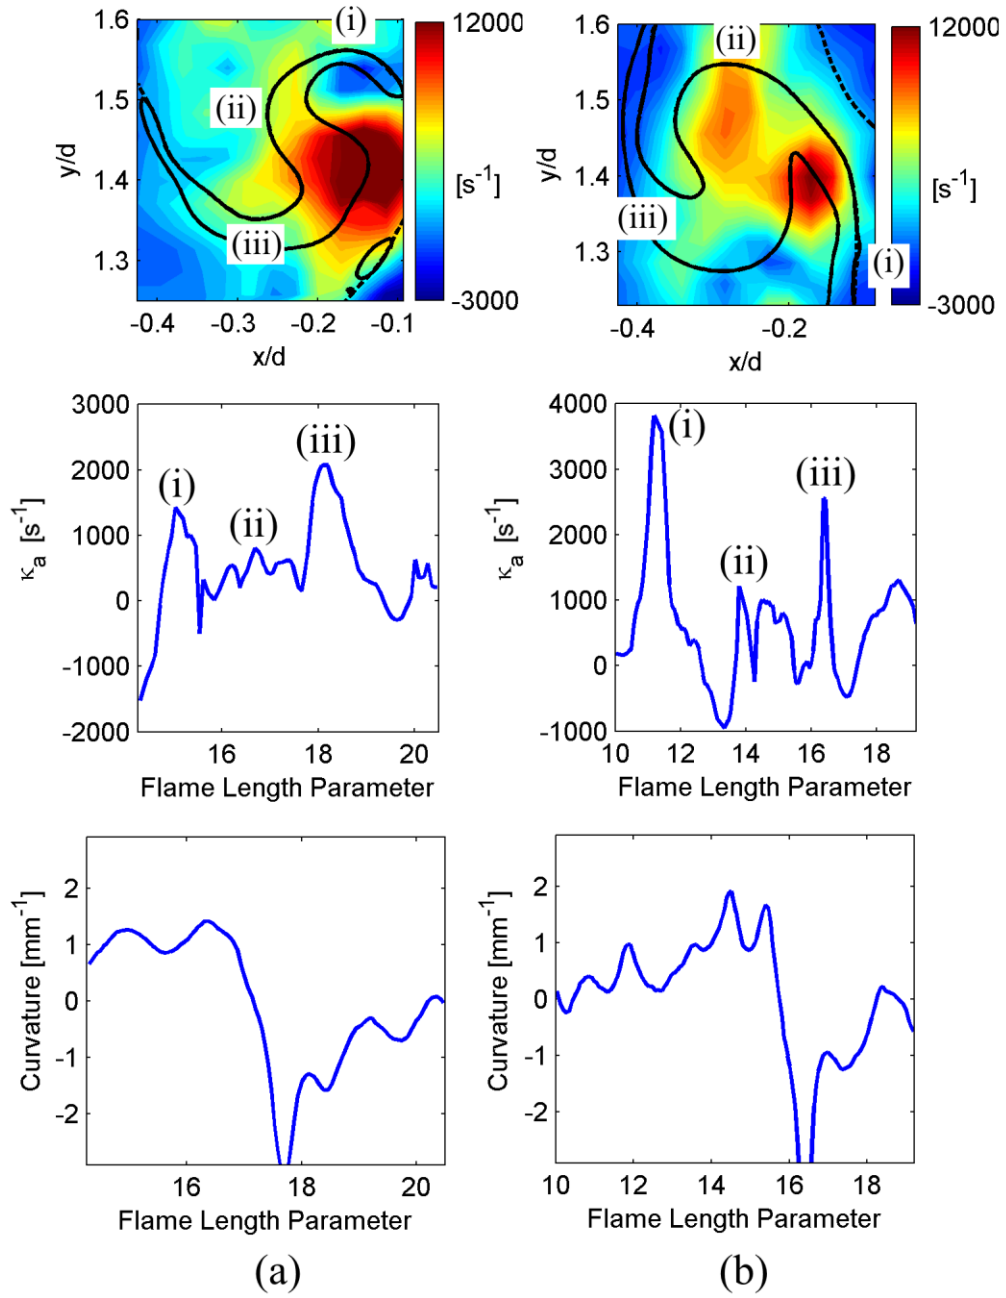 1.6
1.5
1.4
1.3
y/d
(i)
(ii)
(iii)
-0.4
-0.3
-0.2
-0.1
x/d
12000
[s-1]
-3000
1.6
1.5
1.4
1.3
y/d
(ii)
(iii)
(i)
-0.4
-0.2
x/d
12000
[s-1]
-3000
3000
2000
1000
0
-1000
-2000
κa [s-1]
(i)
(ii)
(iii)
16
18
20
Flame Length Parameter
4000
3000
2000
1000
0
-1000
κa [s-1]
(i)
(ii)
(iii)
10
12
14
16
18
Flame Length Parameter
2
1
0
-1
-2
Curvature [mm-1]
16
18
20
Flame Length Parameter
2
1
0
-1
-2
Curvature [mm-1]
10
12
14
16
18
Flame Length Parameter
(a)
(b)